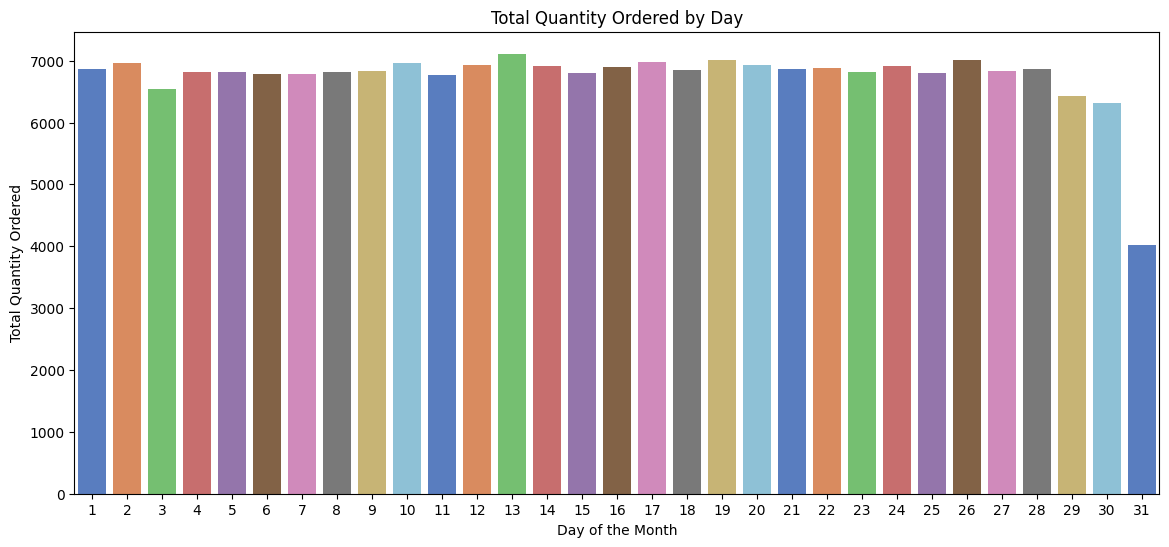 Total Quantity Ordered by Day
Total Quantity Ordered
7000
6000
5000
4000
3000
2000
1000
0
1 2 3 4 5 6 7 8 9 10 11 12 13 14 15 16 17 18 19 20 21 22 23 24 25 26 27 28 29 30 31
Day of the Month